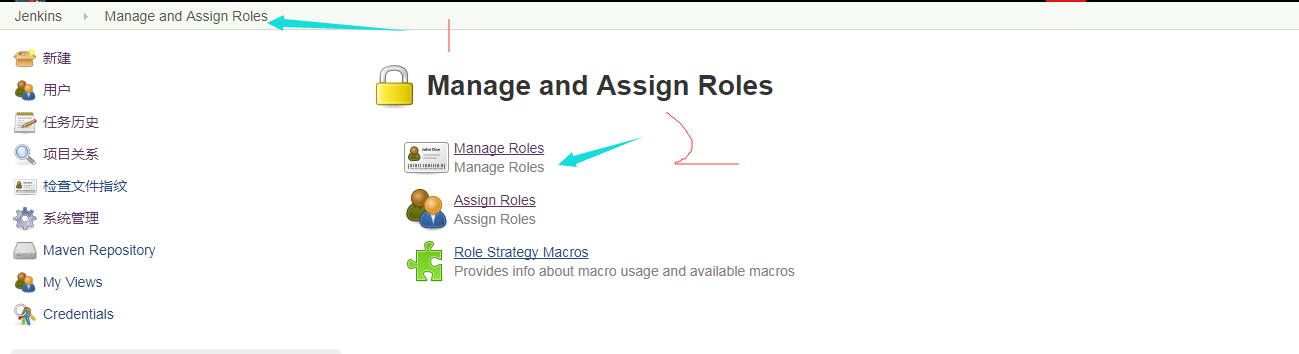 Jenkins Manage and Assign Roles
新建
用户
任务历史
项目关系
检查文件指纹
系统管理
Maven Repository
My Views
Credentials
Manage and Assign Roles
Manage Roles
Manage Roles
Assign Roles
Assign Roles
Role Strategy Macros
Provides info about macro usage and available macros